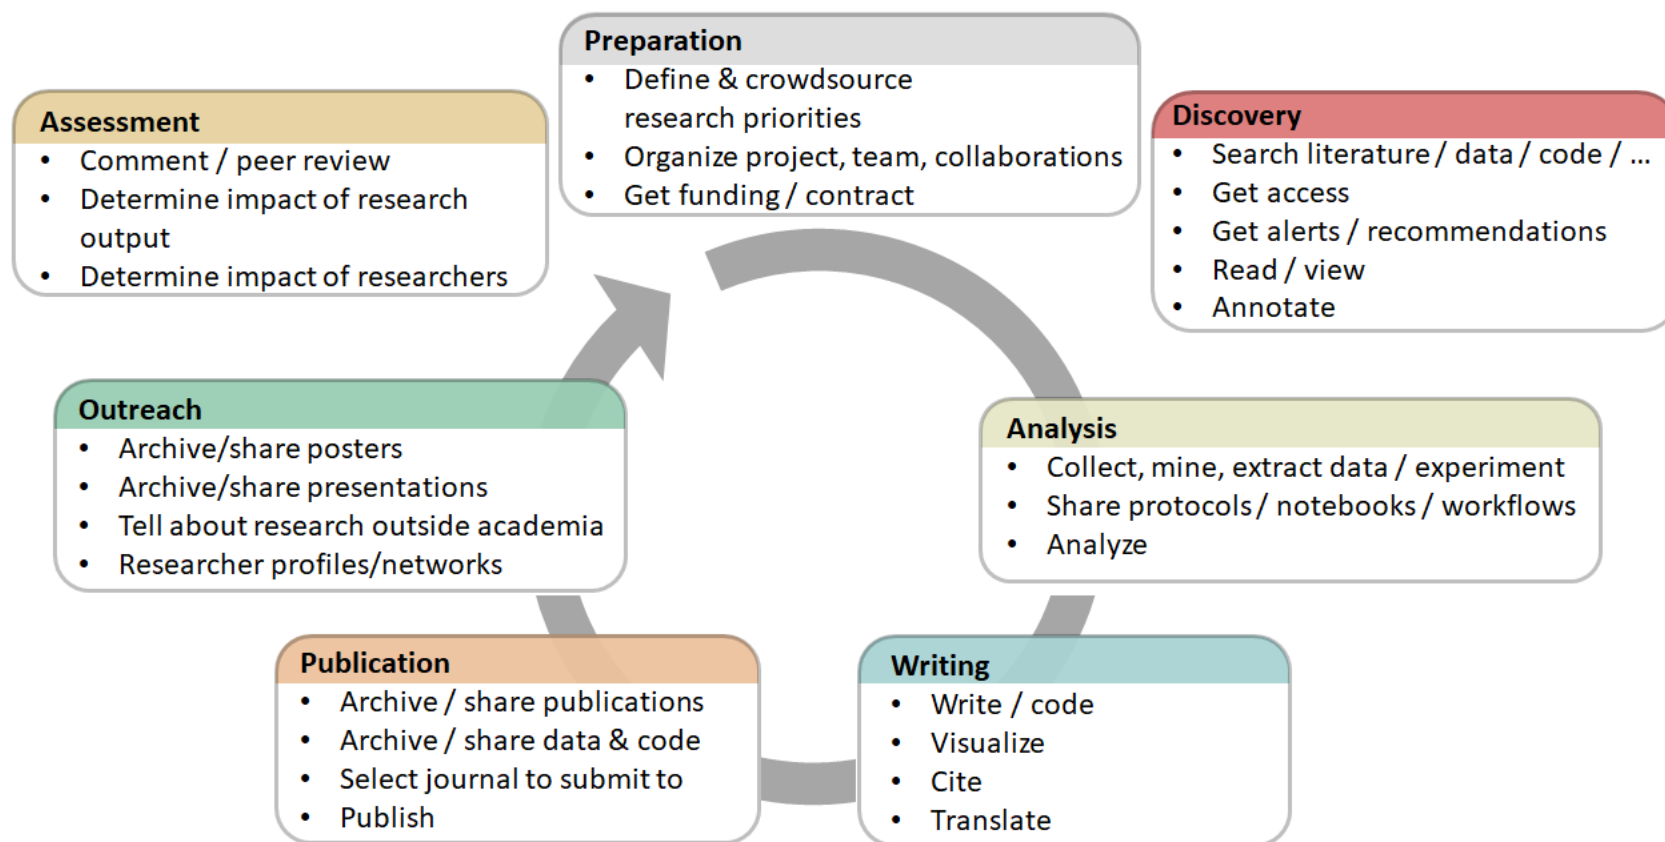 Preparation
• Define & crowdsource
research priorities
• Organize project, team, collaborations
• Get funding / contract
Discovery
• Search literature / data / code / ...
• Get access
• Get alerts / recommendations
• Read / view
• Annotate
Analysis
• Collect, mine, extract data / experiment
• Share protocols / notebooks / workflows
• Analyze
Writing
• Write / code
• Visualize
• Cite
• Translate
Publication
• Archive / share publications
• Archive / share data & code
• Select journal to submit to
• Publish
Outreach
• Archive/share posters
• Archive/share presentations
• Tell about research outside academia
• Researcher profiles/networks
Assessment
• Comment / peer review
• Determine impact of research
output
• Determine impact of researchers